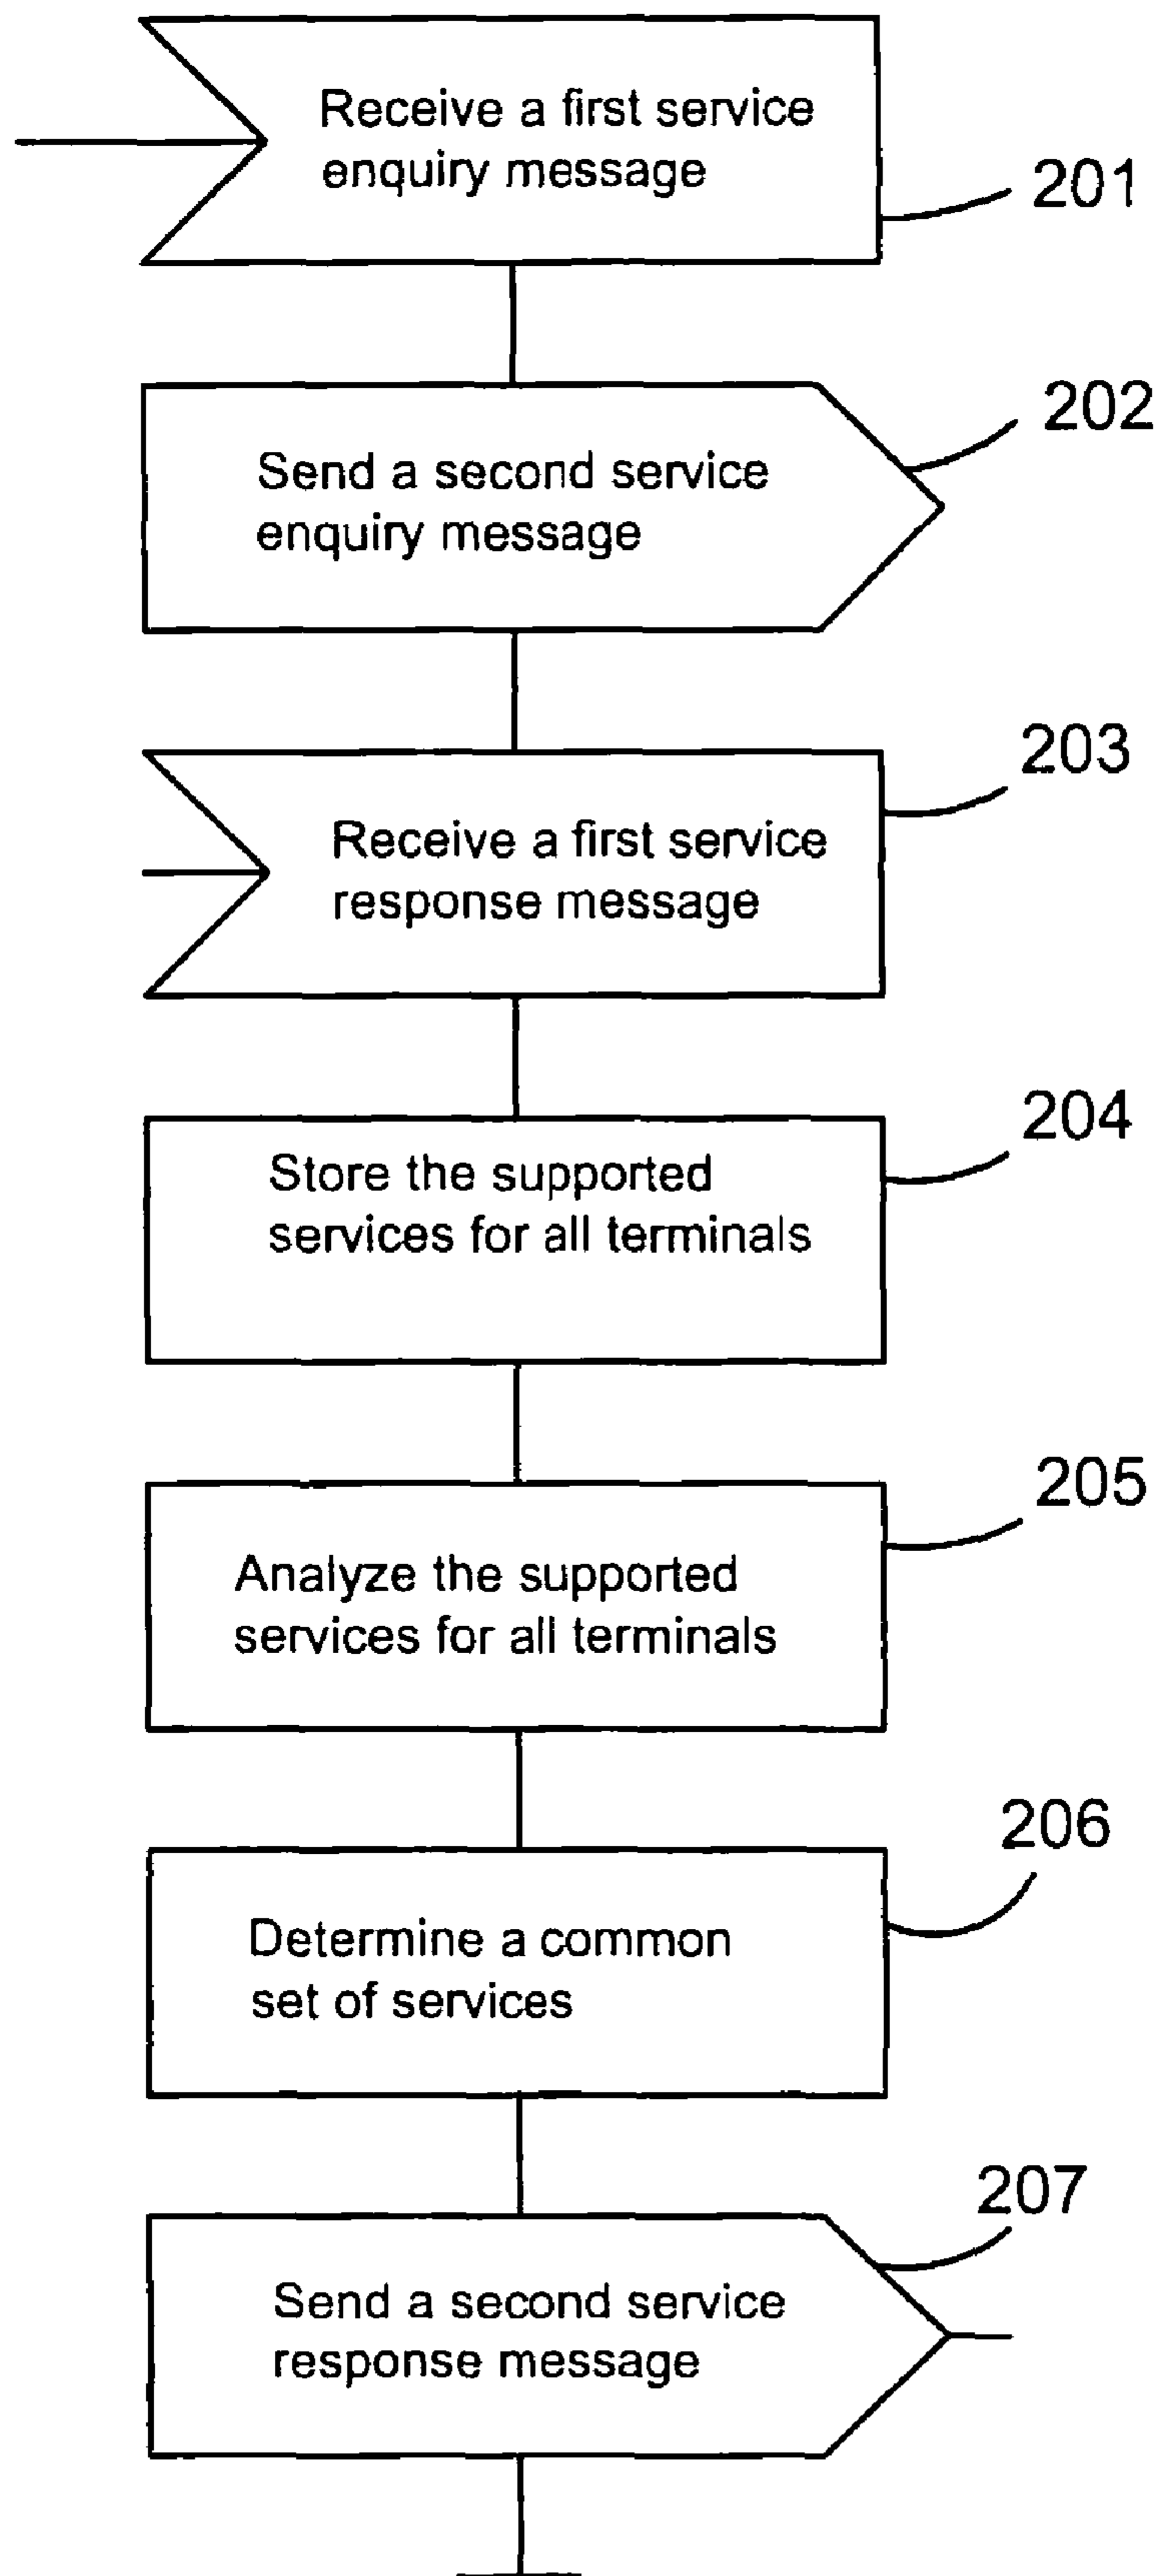 Receive a first service
enquiry message
201
202
Send a second service
enquiry message
203
Receive a first service
response message
204
Store the supported
services for all terminals
205
Analyze the supported
services for all terminals
206
Determine a common
set of services
207
Send a second service
response message